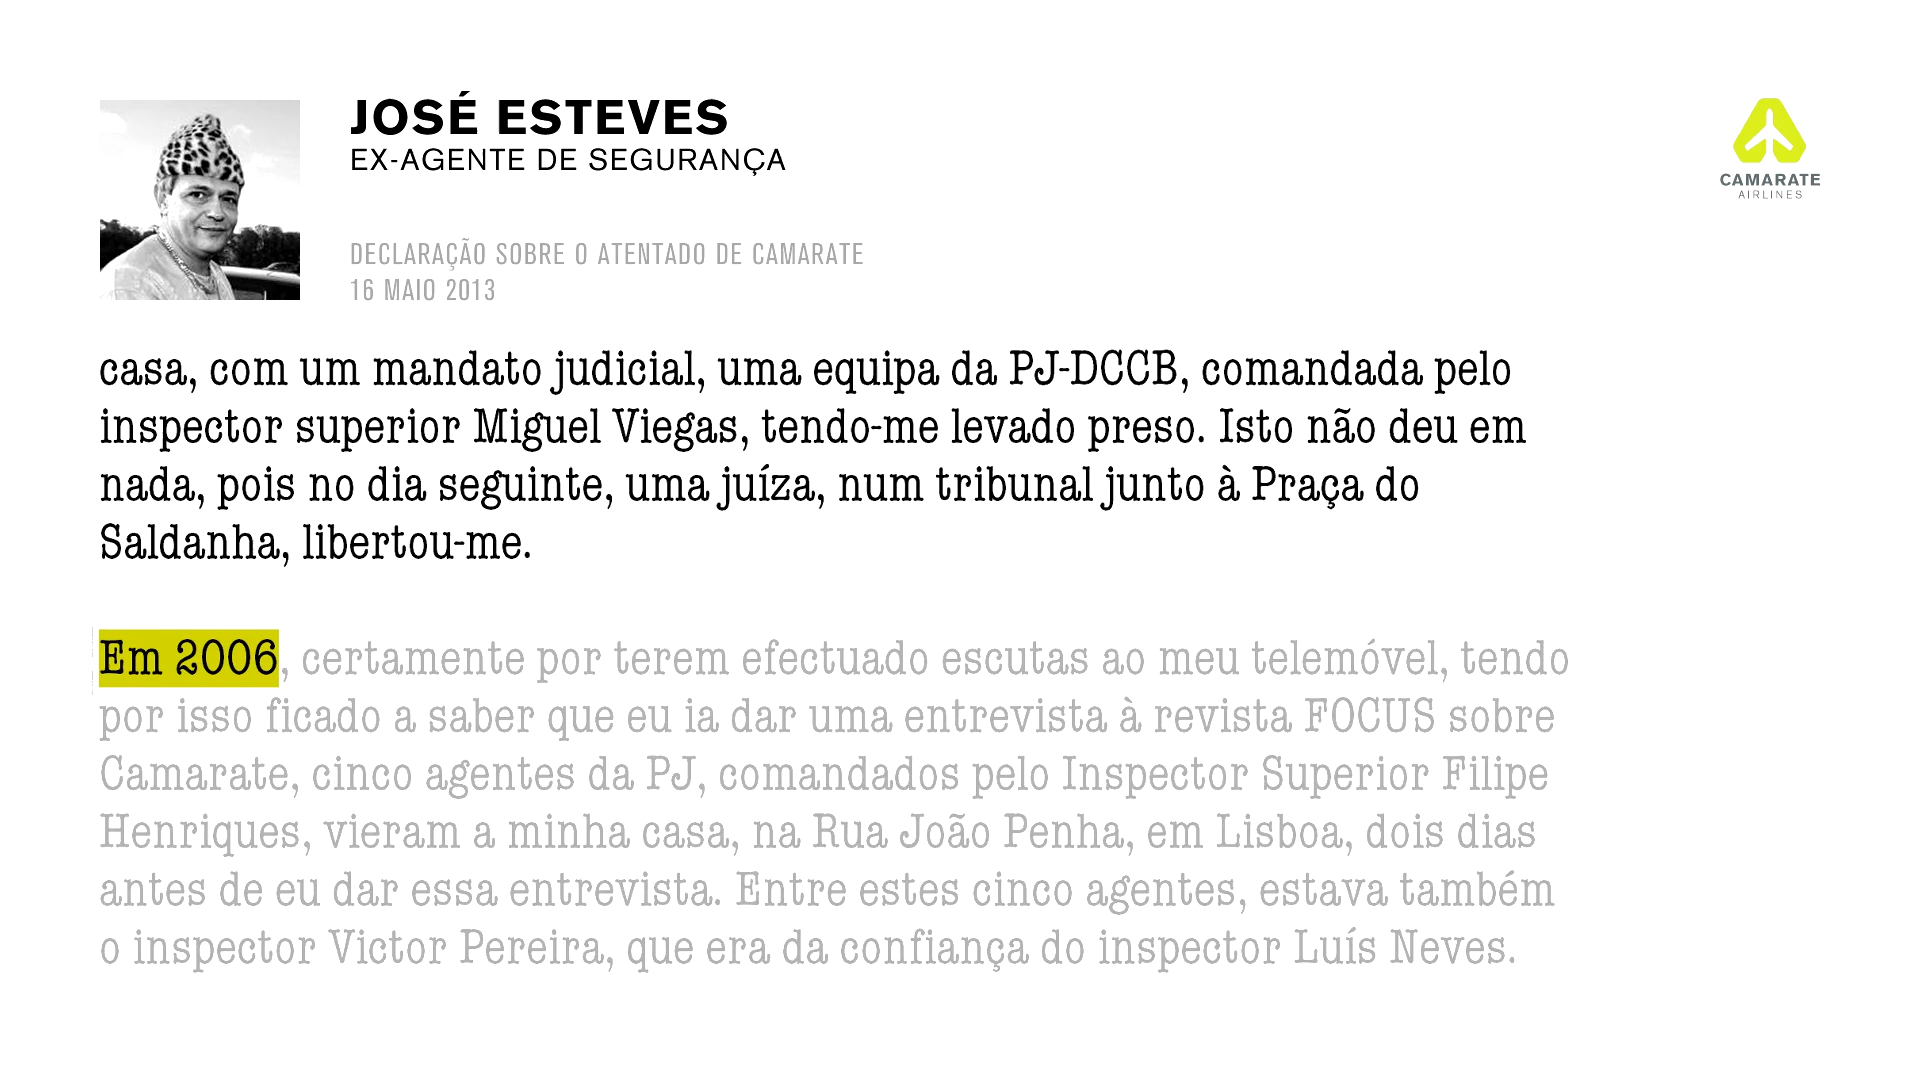 JOSÉ ESTEVES
EX-AGENTE DE SEGURANÇA
DECLARAÇÃO SOBRE O ATENTADO DE CAMARATE
16 MAIO 2013
CAMARATE
AIRLINES
casa, com um mandato judicial, uma equipa da PJ-DCCB, comandada pelo
inspector superior Miguel Viegas, tendo-me levado preso. Isto não deu em
nada, pois no dia seguinte, uma juíza, num tribunal junto à Praça do
Saldanha, libertou-me.
Em 2006, certamente por terem efectuado escutas ao meu telemóvel, tendo
por isso ficado a saber que eu ia dar uma entrevista à revista FOCUS sobre
Camarate, cinco agentes da PJ, comandados pelo Inspector Superior Filipe
Henriques, vieram a minha casa, na Rua João Penha, em Lisboa, dois dias
antes de eu dar essa entrevista. Entre estes cinco agentes, estava também
o inspector Victor Pereira, que era da confiança do inspector Luís Neves.